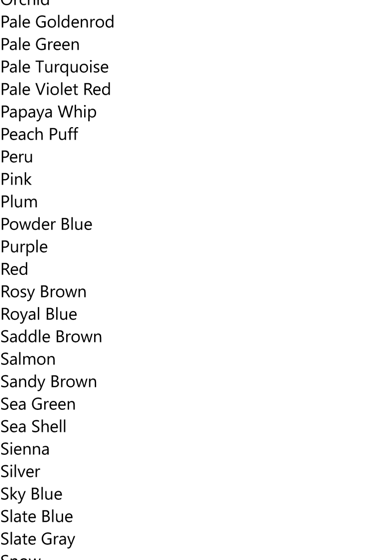 Orchid
Pale Goldenrod
Pale Green
Pale Turquoise
Pale Violet Red
Papaya Whip
Peach Puff
Peru
Pink
Plum
Powder Blue
Purple
Red
Rosy Brown
Royal Blue
Saddle Brown
Salmon
Sandy Brown
Sea Green
Sea Shell
Sienna
Silver
Sky Blue
Slate Blue
Slate Gray
Snow